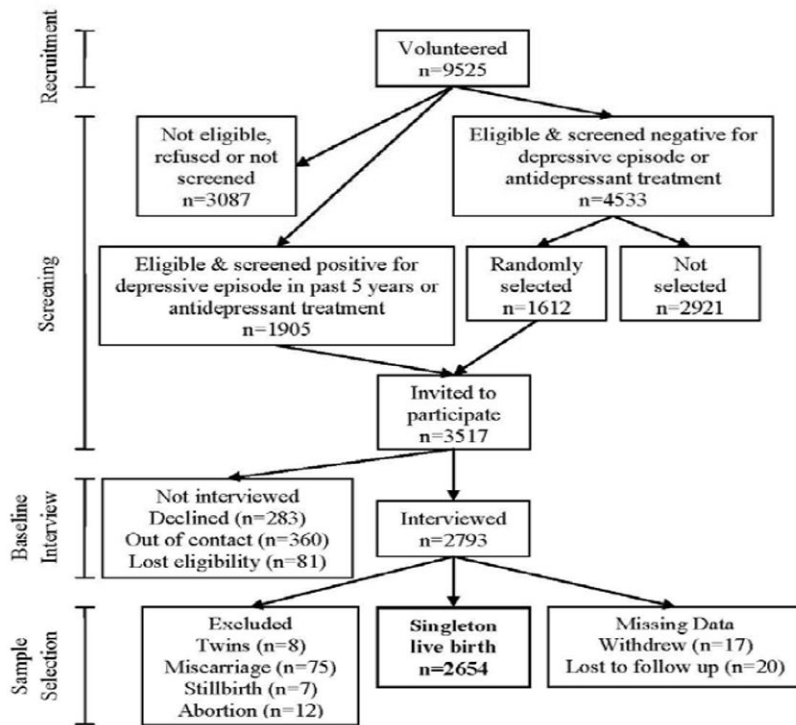 Recruitment
Volunteered
n=9525
Screening
Not eligible,
refused or not
screened
n=3087
Eligible & screened negative for
depressive episode or
antidepressant treatment
n=4533
Eligible & screened positive for
depressive episode in past 5 years or
antidepressant treatment
n=1905
Randomly
selected
n=1612
Not
selected
n=2921
Invited to
participate
n=3517
Baseline
Interview
Not interviewed
Declined (n=283)
Out of contact (n=360)
Lost eligibility (n=81)
Interviewed
n=2793
Sample
Selection
Excluded
Twins (n=8)
Miscarriage (n=75)
Stillbirth (n=7)
Abortion (n=12)
Singleton
live birth
n=2654
Missing Data
Withdrew (n=17)
Lost to follow up (n=20)